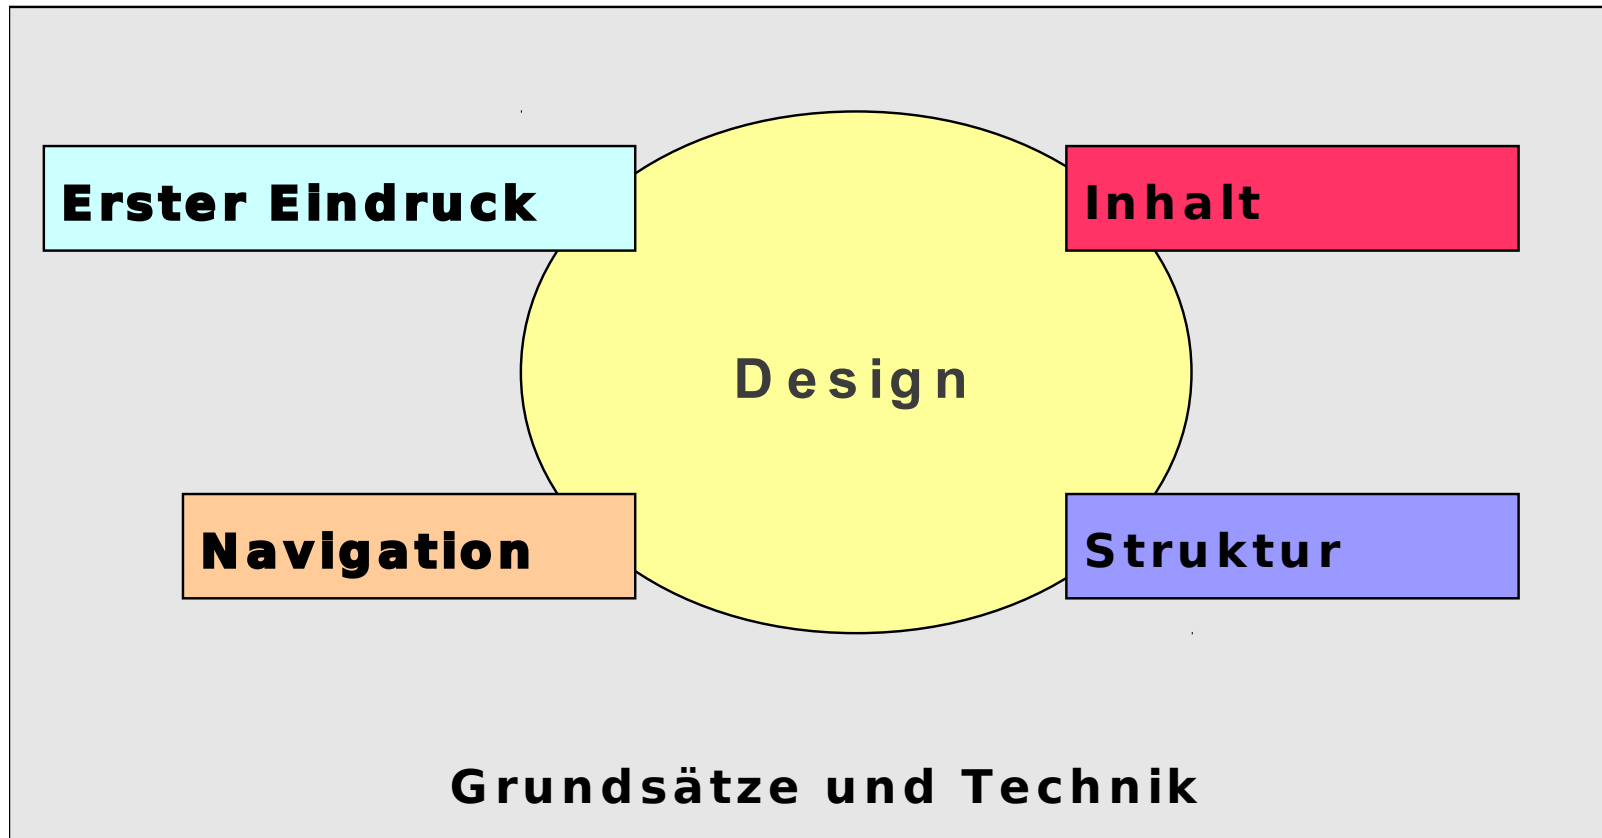 Erster Eindruck
Inhalt
Design
Navigation
Struktur
Grundsätze und Technik